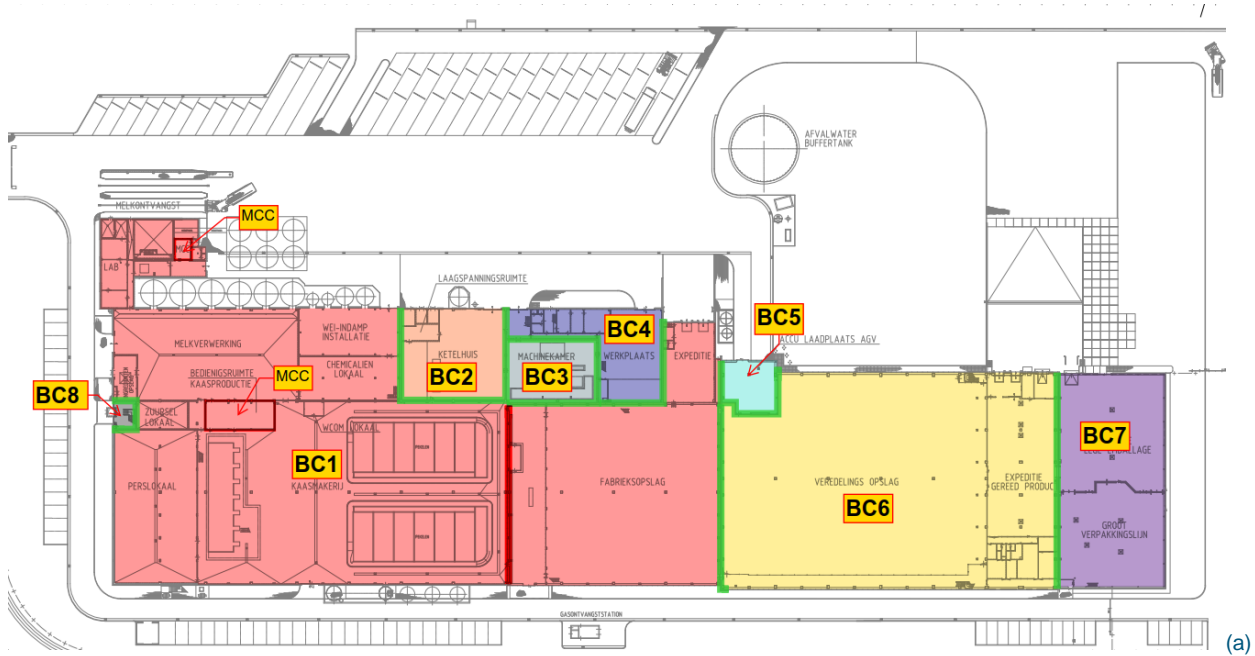 AFVALWATER
BUFFERTANK
MELKONTVANGST
MCC
LAB
LAAGSPANNINGSRUIMTE
BC4
BC5
ACCU LAADPLAATS AGV
WEI-INDAMP
INSTALLATIE
MELKVERWERKING
KETELHUIS
MACHINEKAMER
WERKPLAATS
EXPEDITIE
CHEMICALIEN
LOKAAL
BC2
BC3
BEDIENINGSRUIMTE
KAASPRODUCTIE
MCC
BC8
ZUURSEL
LOKAAL
WCOM LOKAAL
BC7
BC1
PERSLOKAAL
KAASMAKERIJ
FABRIEKSOPSLAG
VEREDELINGS OPSLAG
BC6
EXPEDITIE
GEREED PRODUC
GROOT
VERPAKKINGSLIJN
GASONTVANGSTSTATION
(a)